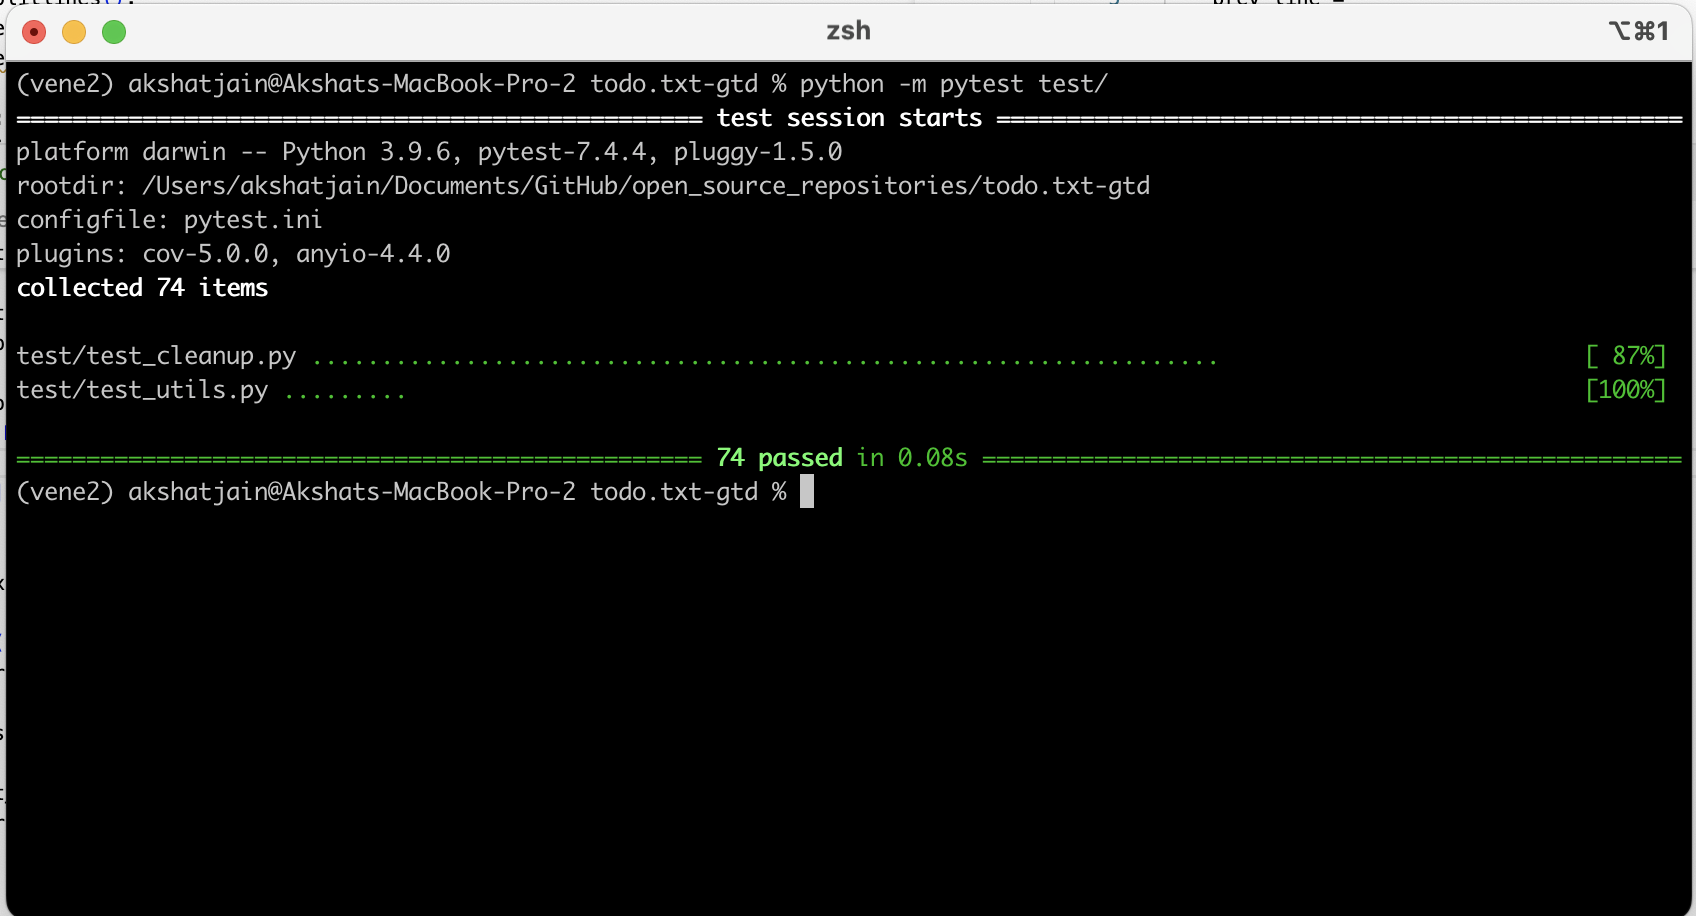 zsh
⌥⌘1
(vene2) akshatjain@Akshats-MacBook-Pro-2 todo.txt-gtd % python -m pytest test/
================================================= test session starts =================================================
platform darwin -- Python 3.9.6, pytest-7.4.4, pluggy-1.5.0
rootdir: /Users/akshatjain/Documents/GitHub/open_source_repositories/todo.txt-gtd
configfile: pytest.ini
plugins: cov-5.0.0, anyio-4.4.0
collected 74 items
test/test_cleanup.py ................................................................. [ 87%]
test/test_utils.py ......... [100%]
================================================= 74 passed in 0.08s ==================================================
(vene2) akshatjain@Akshats-MacBook-Pro-2 todo.txt-gtd %